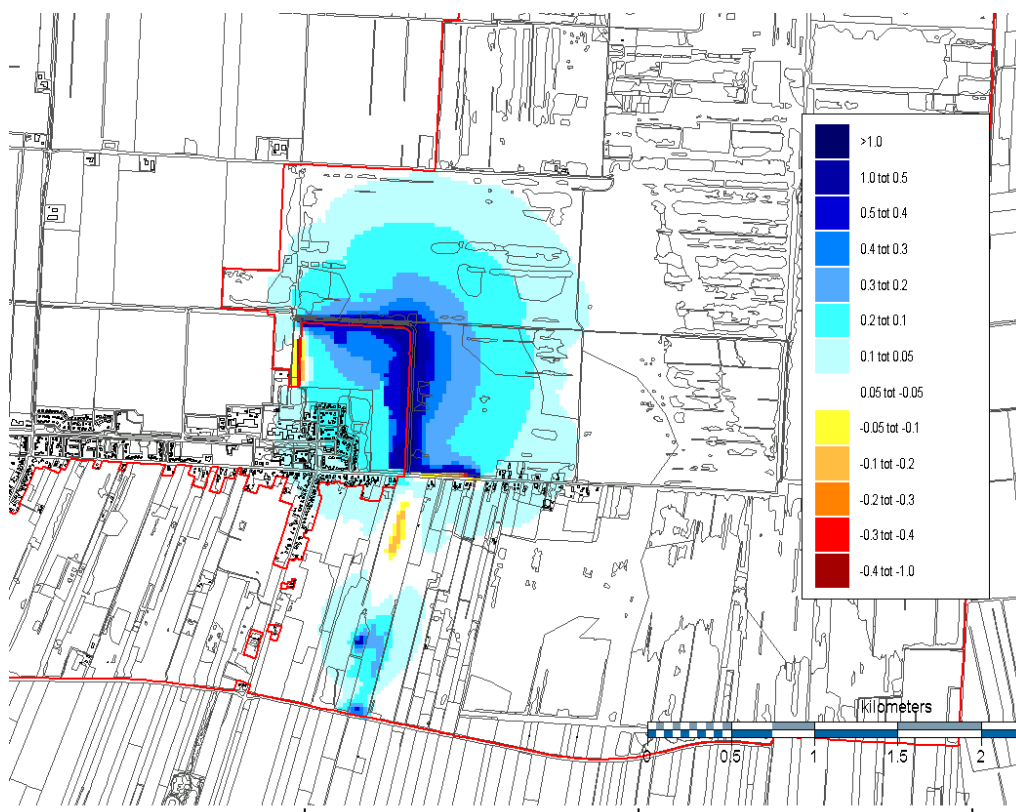 >1.0
1.0 tot 0.5
0.5 tot 0.4
0.4 tot 0.3
0.3 tot 0.2
0.2 tot 0.1
0.1 tot 0.05
0.05 tot -0.05
-0.05 tot -0.1
-0.1 tot -0.2
-0.2 tot -0.3
-0.3 tot -0.4
-0.4 tot -1.0
kilometers
0 0.5 1 1.5 2